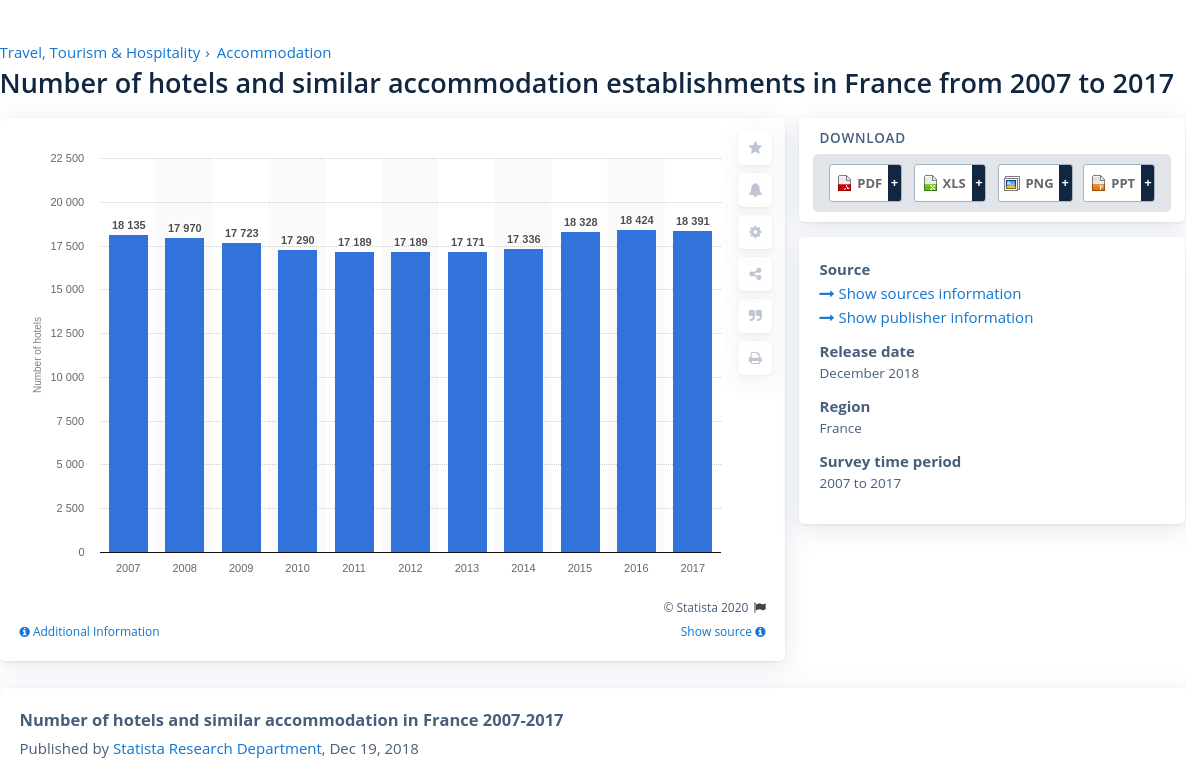 Travel, Tourism & Hospitality › Accommodation
Number of hotels and similar accommodation establishments in France from 2007 to 2017
22 500
20 000
17 500
15 000
12 500
10 000
7 500
5 000
2 500
0
Number of hotels
18 135
17 970
17 723
17 290
17 189
17 189
17 171
17 336
18 328
18 424
18 391
2007 2008 2009 2010 2011 2012 2013 2014 2015 2016 2017
© Statista 2020
Additional Information
Show source
DOWNLOAD
PDF + XLS + PNG + PPT +
Source
Show sources information
Show publisher information
Release date
December 2018
Region
France
Survey time period
2007 to 2017
Number of hotels and similar accommodation in France 2007-2017
Published by Statista Research Department, Dec 19, 2018